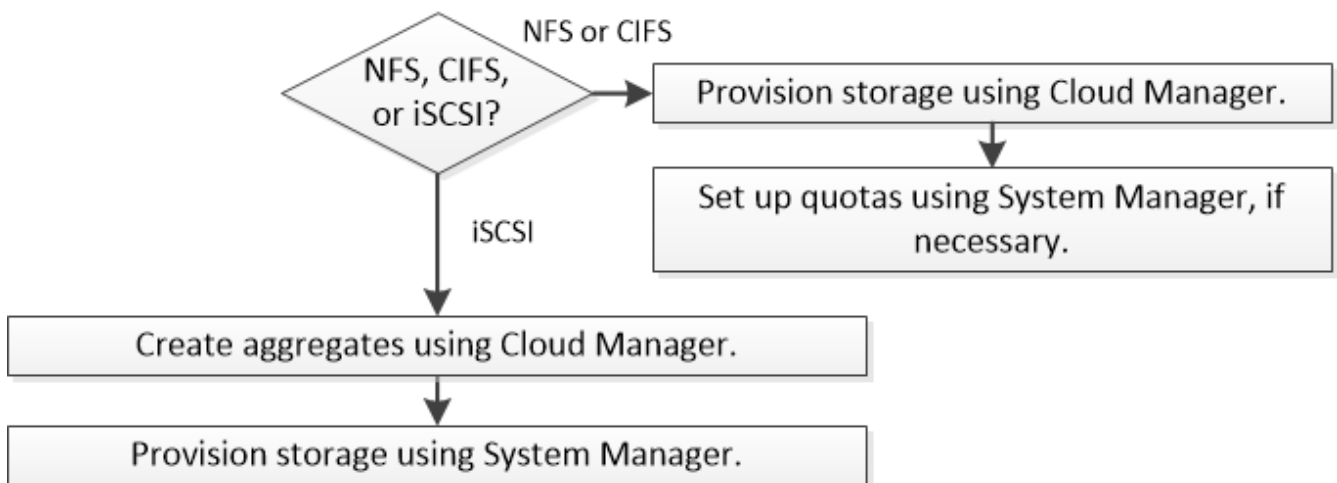 NFS or CIFS
NFS, CIFS,
or iSCSI?
Provision storage using Cloud Manager.
Set up quotas using System Manager, if
necessary.
iSCSI
Create aggregates using Cloud Manager.
Provision storage using System Manager.